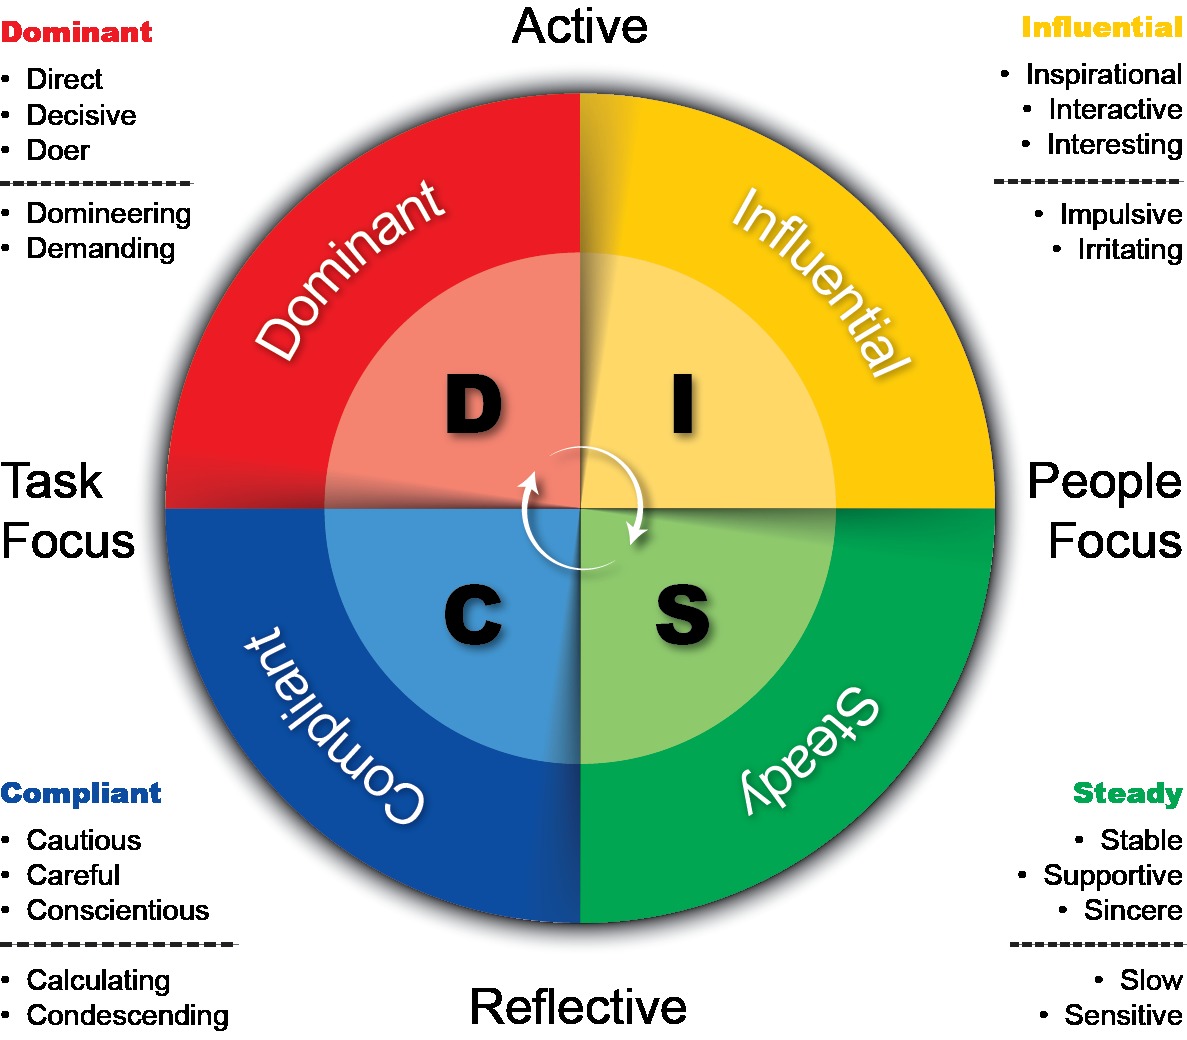 Active
Dominant
• Direct
• Decisive
• Doer
• Domineering
• Demanding
Influential
• Inspirational
• Interactive
• Interesting
• Impulsive
• Irritating
Dominant
Influential
D
I
Task
Focus
People
Focus
C
S
Compliant
Steady
Compliant
• Cautious
• Careful
• Conscientious
• Calculating
• Condescending
Steady
• Stable
• Supportive
• Sincere
• Slow
• Sensitive
Reflective